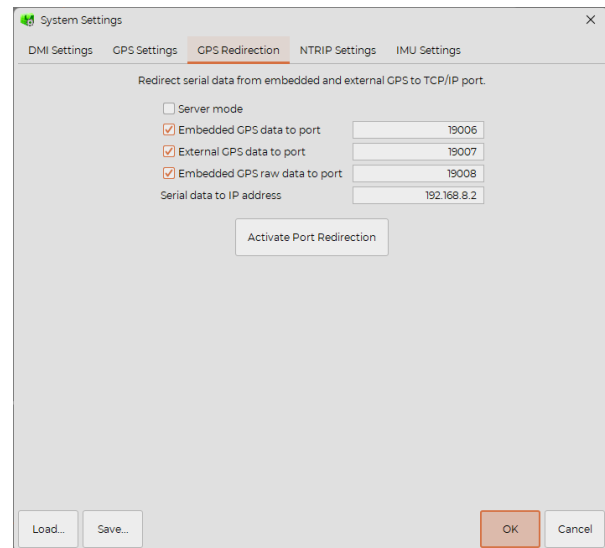 System Settings
DMI Settings GPS Settings GPS Redirection NTRIP Settings IMU Settings
Redirect serial data from embedded and external GPS to TCP/IP port.
Server mode
Embedded GPS data to port 19006
External GPS data to port 19007
Embedded GPS raw data to port 19008
Serial data to IP address 192.168.8.2
Activate Port Redirection
Load... Save... OK Cancel